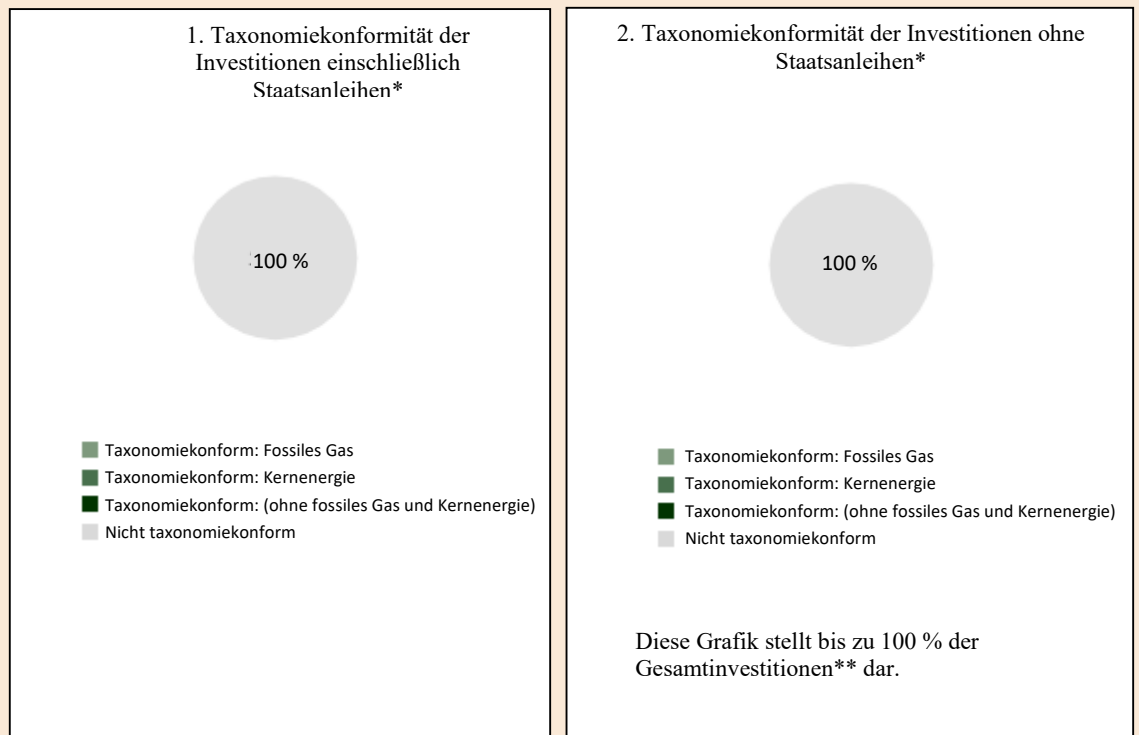 1. Taxonomiekonformität der
Investitionen einschließlich
Staatsanleihen*
100 %
Taxonomiekonform: Fossiles Gas
Taxonomiekonform: Kernenergie
Taxonomiekonform: (ohne fossiles Gas und Kernenergie)
Nicht taxonomiekonform
2. Taxonomiekonformität der Investitionen ohne
Staatsanleihen*
100 %
Taxonomiekonform: Fossiles Gas
Taxonomiekonform: Kernenergie
Taxonomiekonform: (ohne fossiles Gas und Kernenergie)
Nicht taxonomiekonform
Diese Grafik stellt bis zu 100 % der
Gesamtinvestitionen** dar.